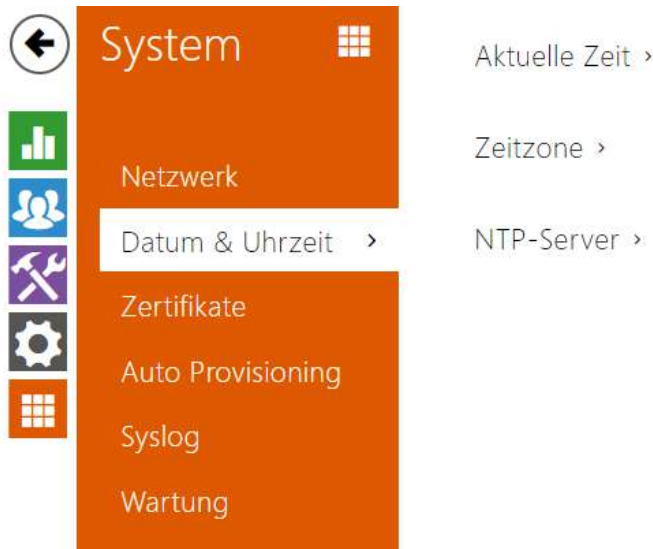 System
Netzwerk
Datum & Uhrzeit
Zertifikate
Auto Provisioning
Syslog
Wartung
Aktuelle Zeit
Zeitzone
NTP-Server